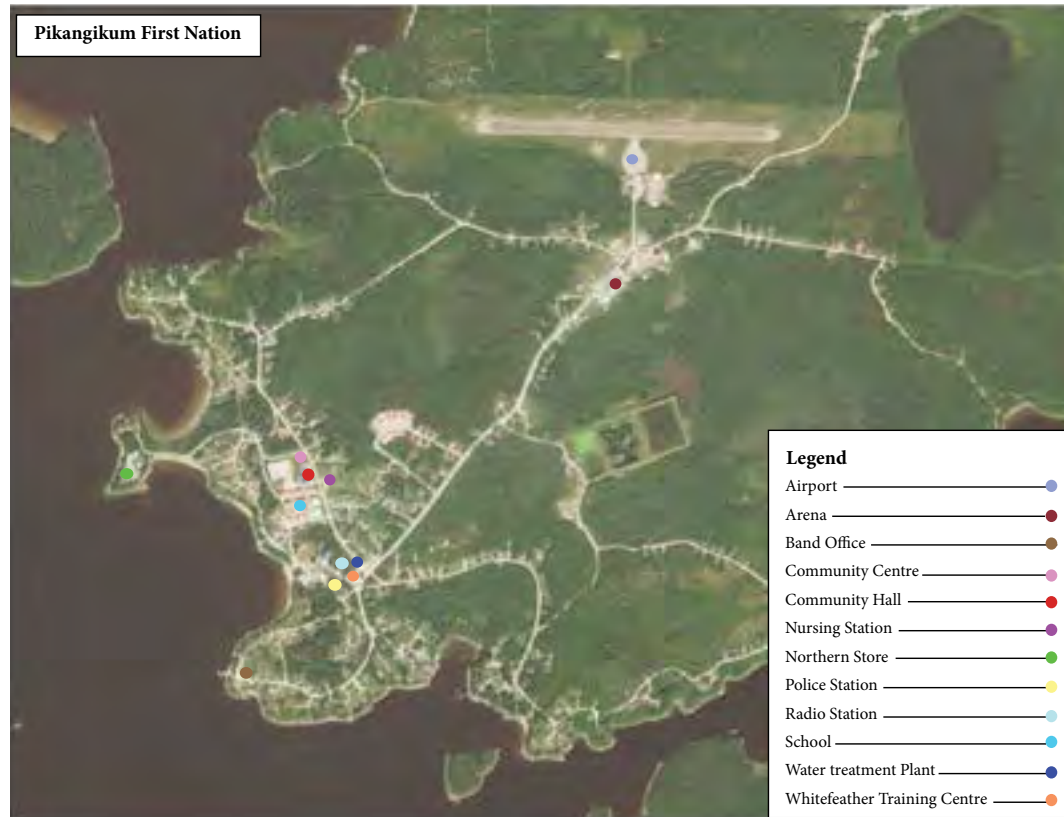 Pikangikum First Nation
Legend
Airport
Arena
Band Office
Community Centre
Community Hall
Nursing Station
Northern Store
Police Station
Radio Station
School
Water treatment Plant
Whitefeather Training Centre